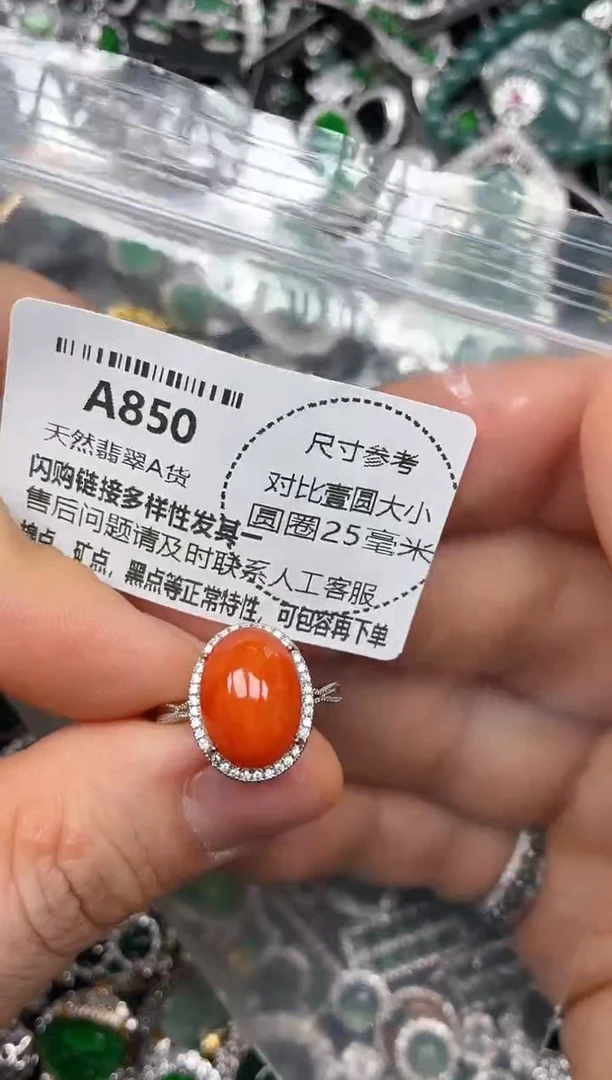 A850
天然翡翠A货
闪购链接多样性发其一
售后问题请及时联系人工客服
棉点，矿点，黑点等正常特性，可包容再下单
尺寸参考
对比壹圆大小
圆圈25毫米